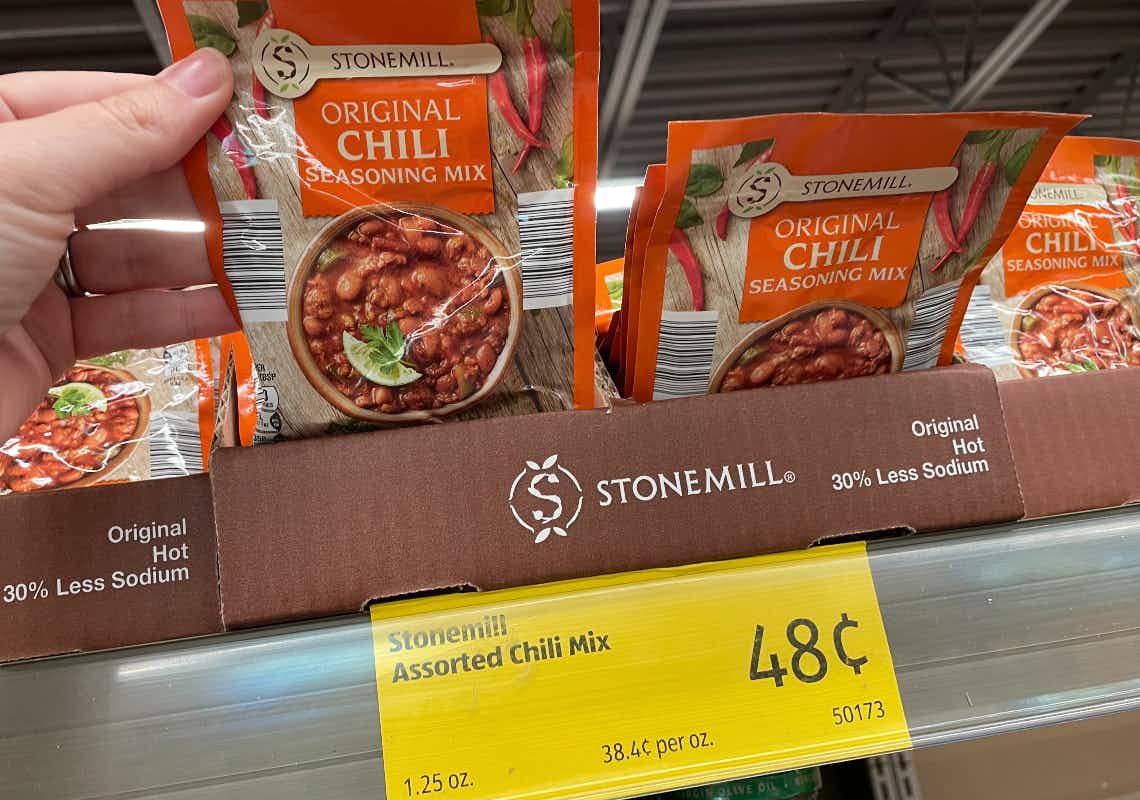 STONEMILL.
ORIGINAL
CHILI
SEASONING MIX
STONEMILL.
ORIGINAL
CHILI
SEASONING MIX
STONEMILL
ORIGINAL
CHILI
SEASONING MIX
Original
Hot
30% Less Sodium
S STONEMILL®
Original
Hot
30% Less Sodium
Stonemill
Assorted Chili Mix
48¢
50173
38.4¢ per oz.
1.25 oz.
OLIVE OIL